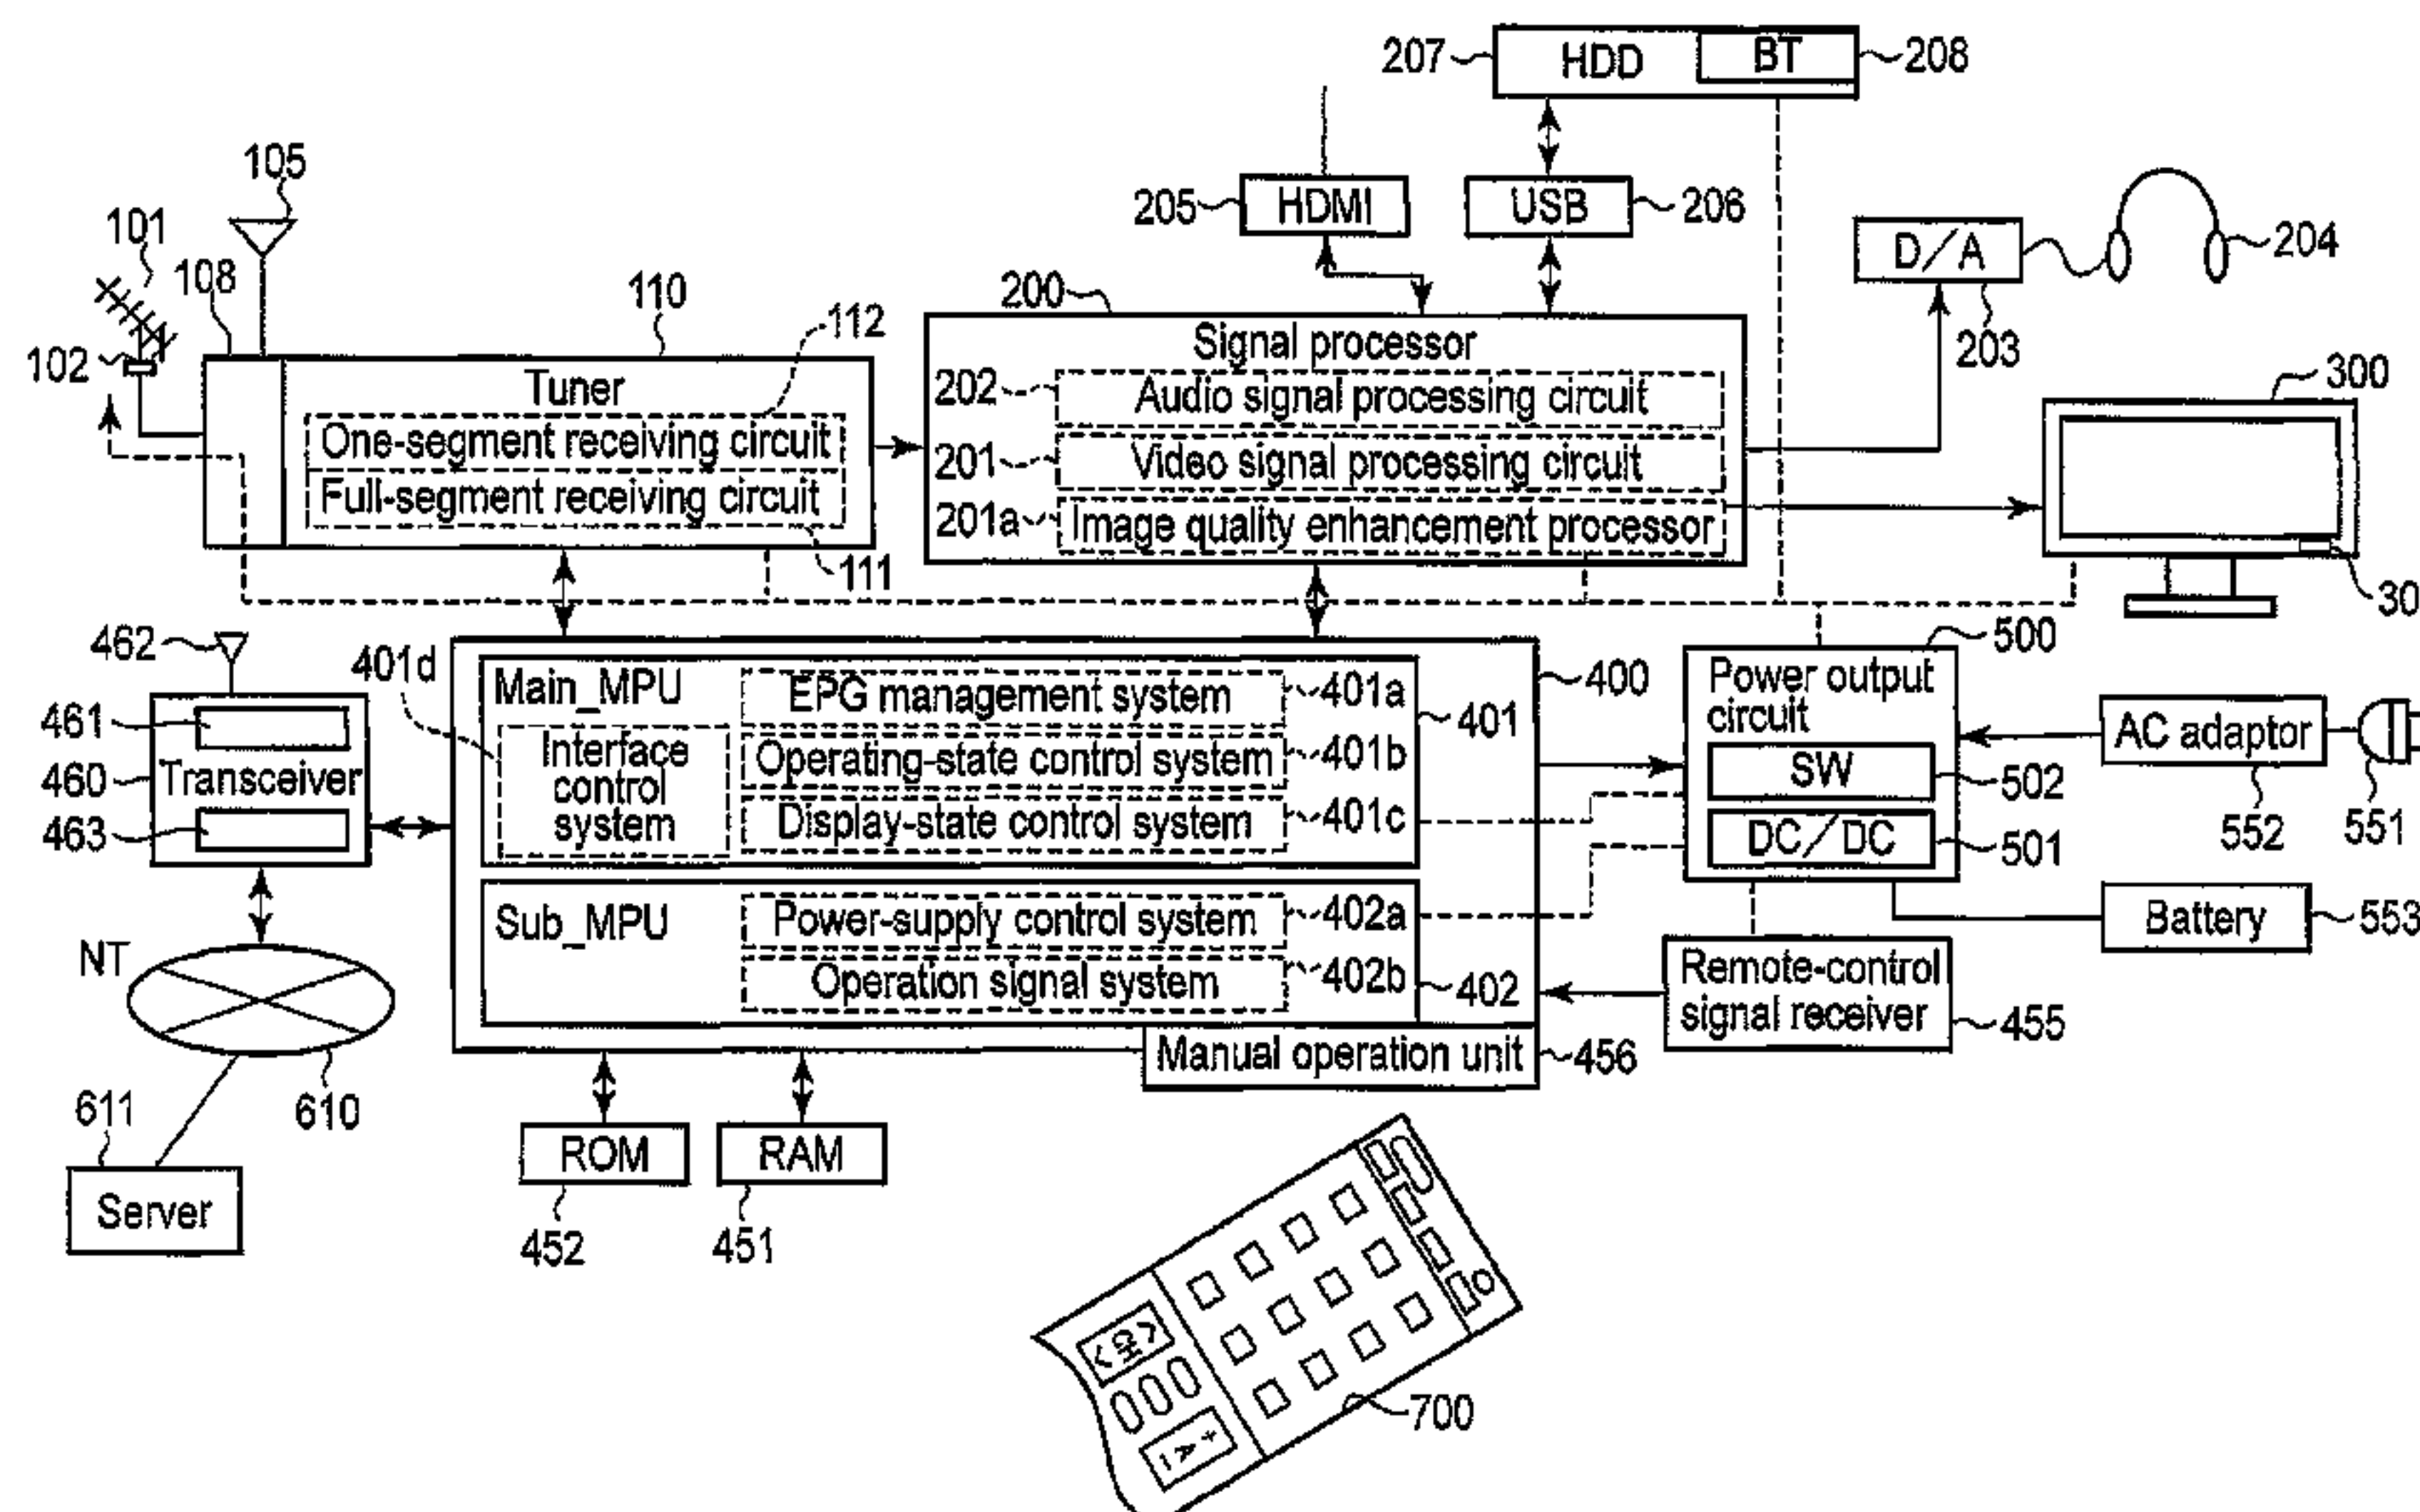 207
HDD
BT
208
105
205
HDMI
USB
206
101
108
110
200
D/A
204
112
Signal processor
203
102
Tuner
202
Audio signal processing circuit
300
One-segment receiving circuit
201
Video signal processing circuit
Full-segment receiving circuit
201a
Image quality enhancement processor
111
30
462
401d
Main_MPU
EPG management system
401a
400
500
Power output
circuit
461
401
Interface
control
system
Operating-state control system
401b
SW
502
AC adaptor
460
Transceiver
552
551
463
Display-state control system
401c
DC/DC
501
Sub_MPU
Power-supply control system
402a
Battery
553
NT
Operation signal system
402b
402
Remote-control
signal receiver
455
Manual operation unit
456
611
610
ROM
RAM
Server
452
451
< CH >
+ A -
700